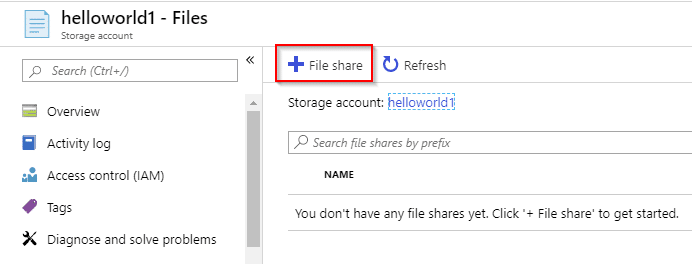 helloworld1 - Files
Storage account
Search (Ctrl+/)
«
Overview
Activity log
Access control (IAM)
Tags
Diagnose and solve problems
+ File share
Refresh
Storage account: helloworld1
Search file shares by prefix
NAME
You don't have any file shares yet. Click '+ File share' to get started.